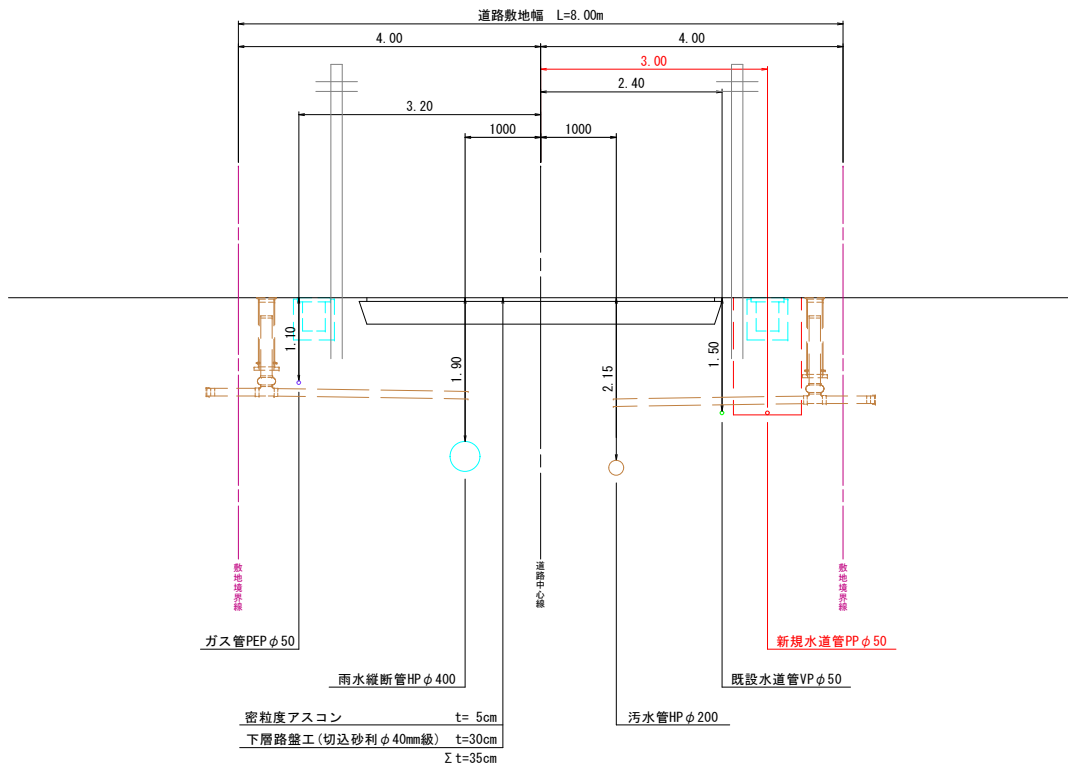 道路敷地幅 L=8.00m
4.00
4.00
3.00
2.40
3.20
1000
1000
1.10
1.90
2.15
1.50
敷地境界線
道路中心線
敷地境界線
ガス管PEPφ50
新規水道管PPφ50
雨水縦断管HPφ400
既設水道管VPφ50
密粒度アスコン t= 5cm
汚水管HPφ200
下層路盤工(切込砂利φ40mm級) t=30cm
Σt=35cm